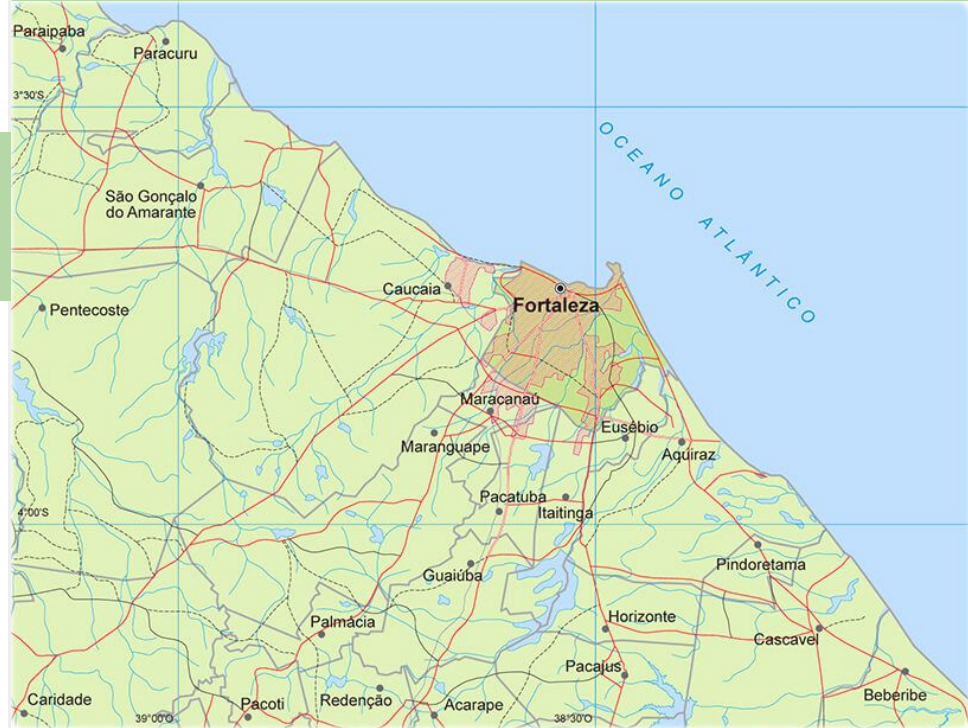 Paraipaba
Paracuru
3°30'S
OCEANO ATLÂNTICO
São Gonçalo
do Amarante
Caucaia
Pentecoste
Fortaleza
Maracanaú
Eusébio
Maranguape
Aquiraz
Pacatuba
4°00'S
Itaitinga
Pindoretama
Guaiúba
Horizonte
Palmácia
Cascavel
Pacajus
Beberibe
Caridade
Redenção
Pacoti
Acarape
39°00'O
38°30'O